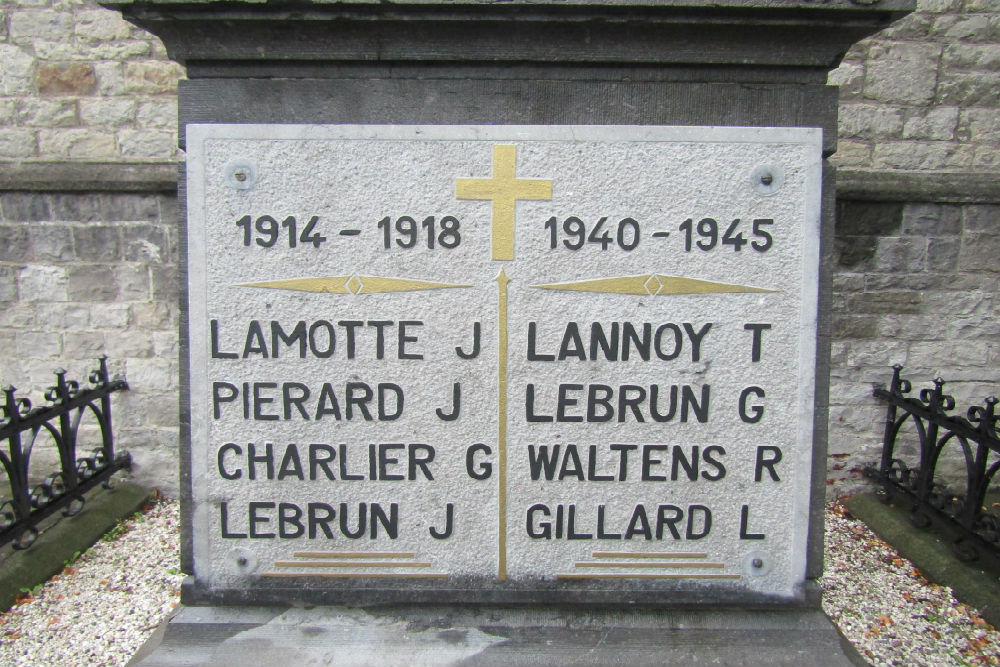 1914 - 1918
LAMOTTE J
PIERARD J
CHARLIER G
LEBRUN J
1940 - 1945
LANNOY T
LEBRUN G
WALTENS R
GILLARD L